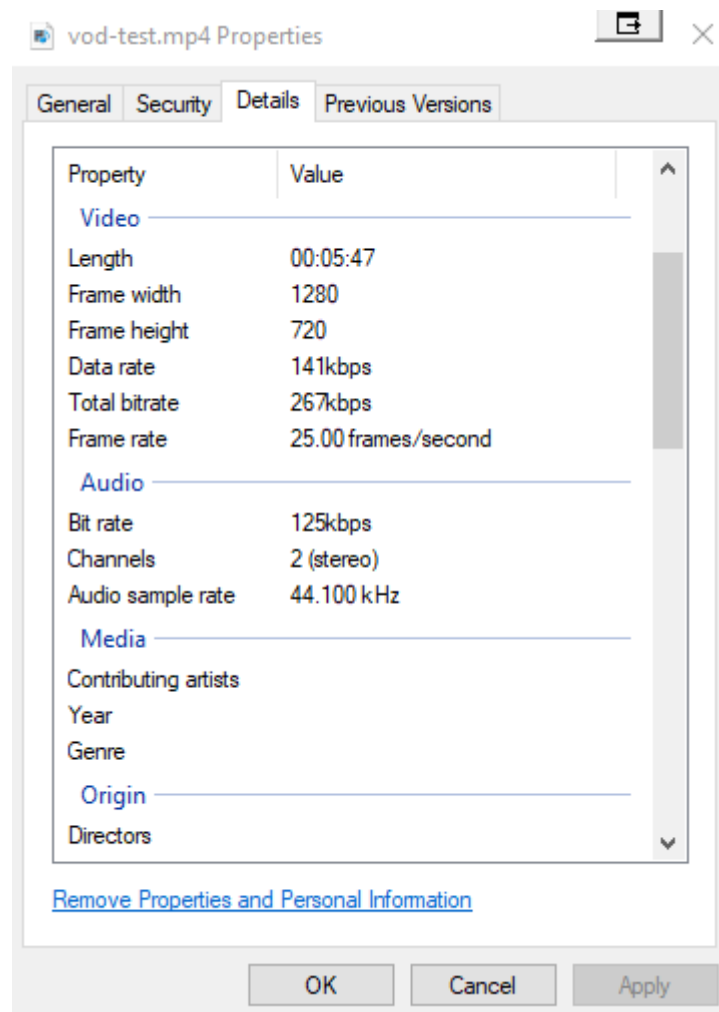 vod-test.mp4 Properties
General Security Details Previous Versions
Property Value
Video
Length 00:05:47
Frame width 1280
Frame height 720
Data rate 141kbps
Total bitrate 267kbps
Frame rate 25.00 frames/second
Audio
Bit rate 125kbps
Channels 2 (stereo)
Audio sample rate 44.100 kHz
Media
Contributing artists
Year
Genre
Origin
Directors
Remove Properties and Personal Information
OK Cancel Apply